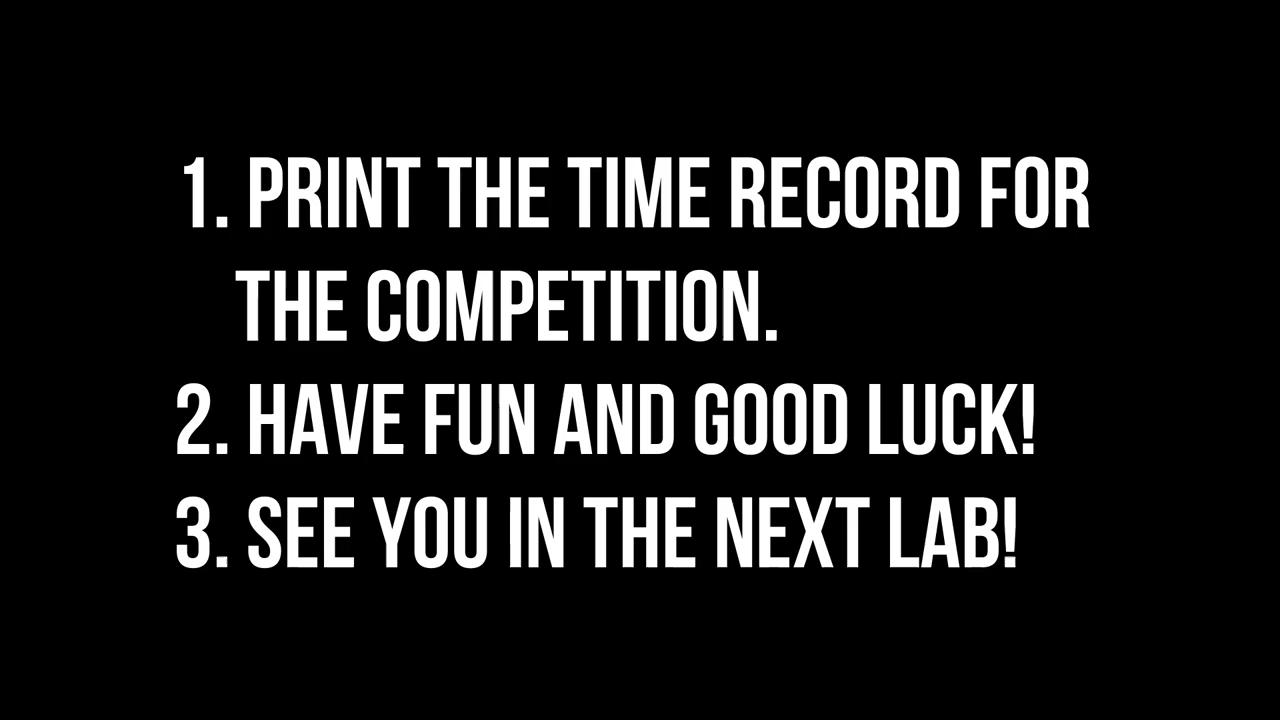 1. PRINT THE TIME RECORD FOR
THE COMPETITION.
2. HAVE FUN AND GOOD LUCK!
3. SEE YOU IN THE NEXT LAB!